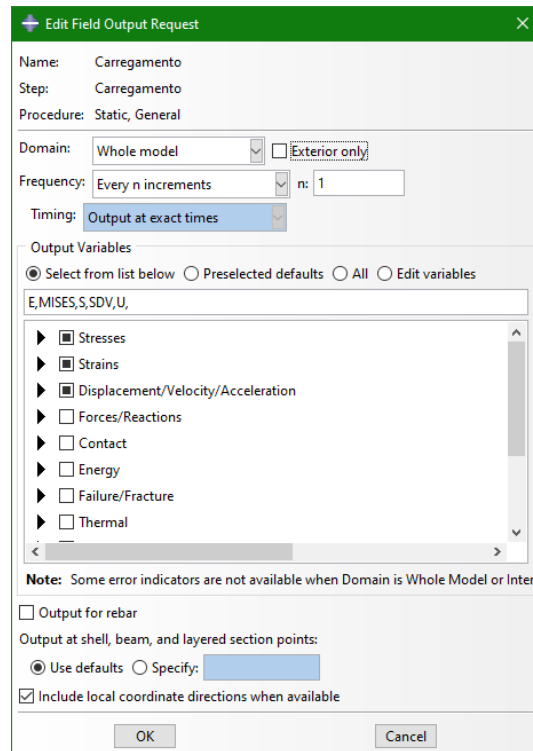 Edit Field Output Request
Name: Carregamento
Step: Carregamento
Procedure: Static, General
Domain: Whole model Exterior only
Frequency: Every n increments n: 1
Timing: Output at exact times
Output Variables
Select from list below Preselected defaults All Edit variables
E,MISES,S,SDV,U,
Stresses
Strains
Displacement/Velocity/Acceleration
Forces/Reactions
Contact
Energy
Failure/Fracture
Thermal
Note: Some error indicators are not available when Domain is Whole Model or Inter
Output for rebar
Output at shell, beam, and layered section points:
Use defaults Specify:
Include local coordinate directions when available
OK Cancel